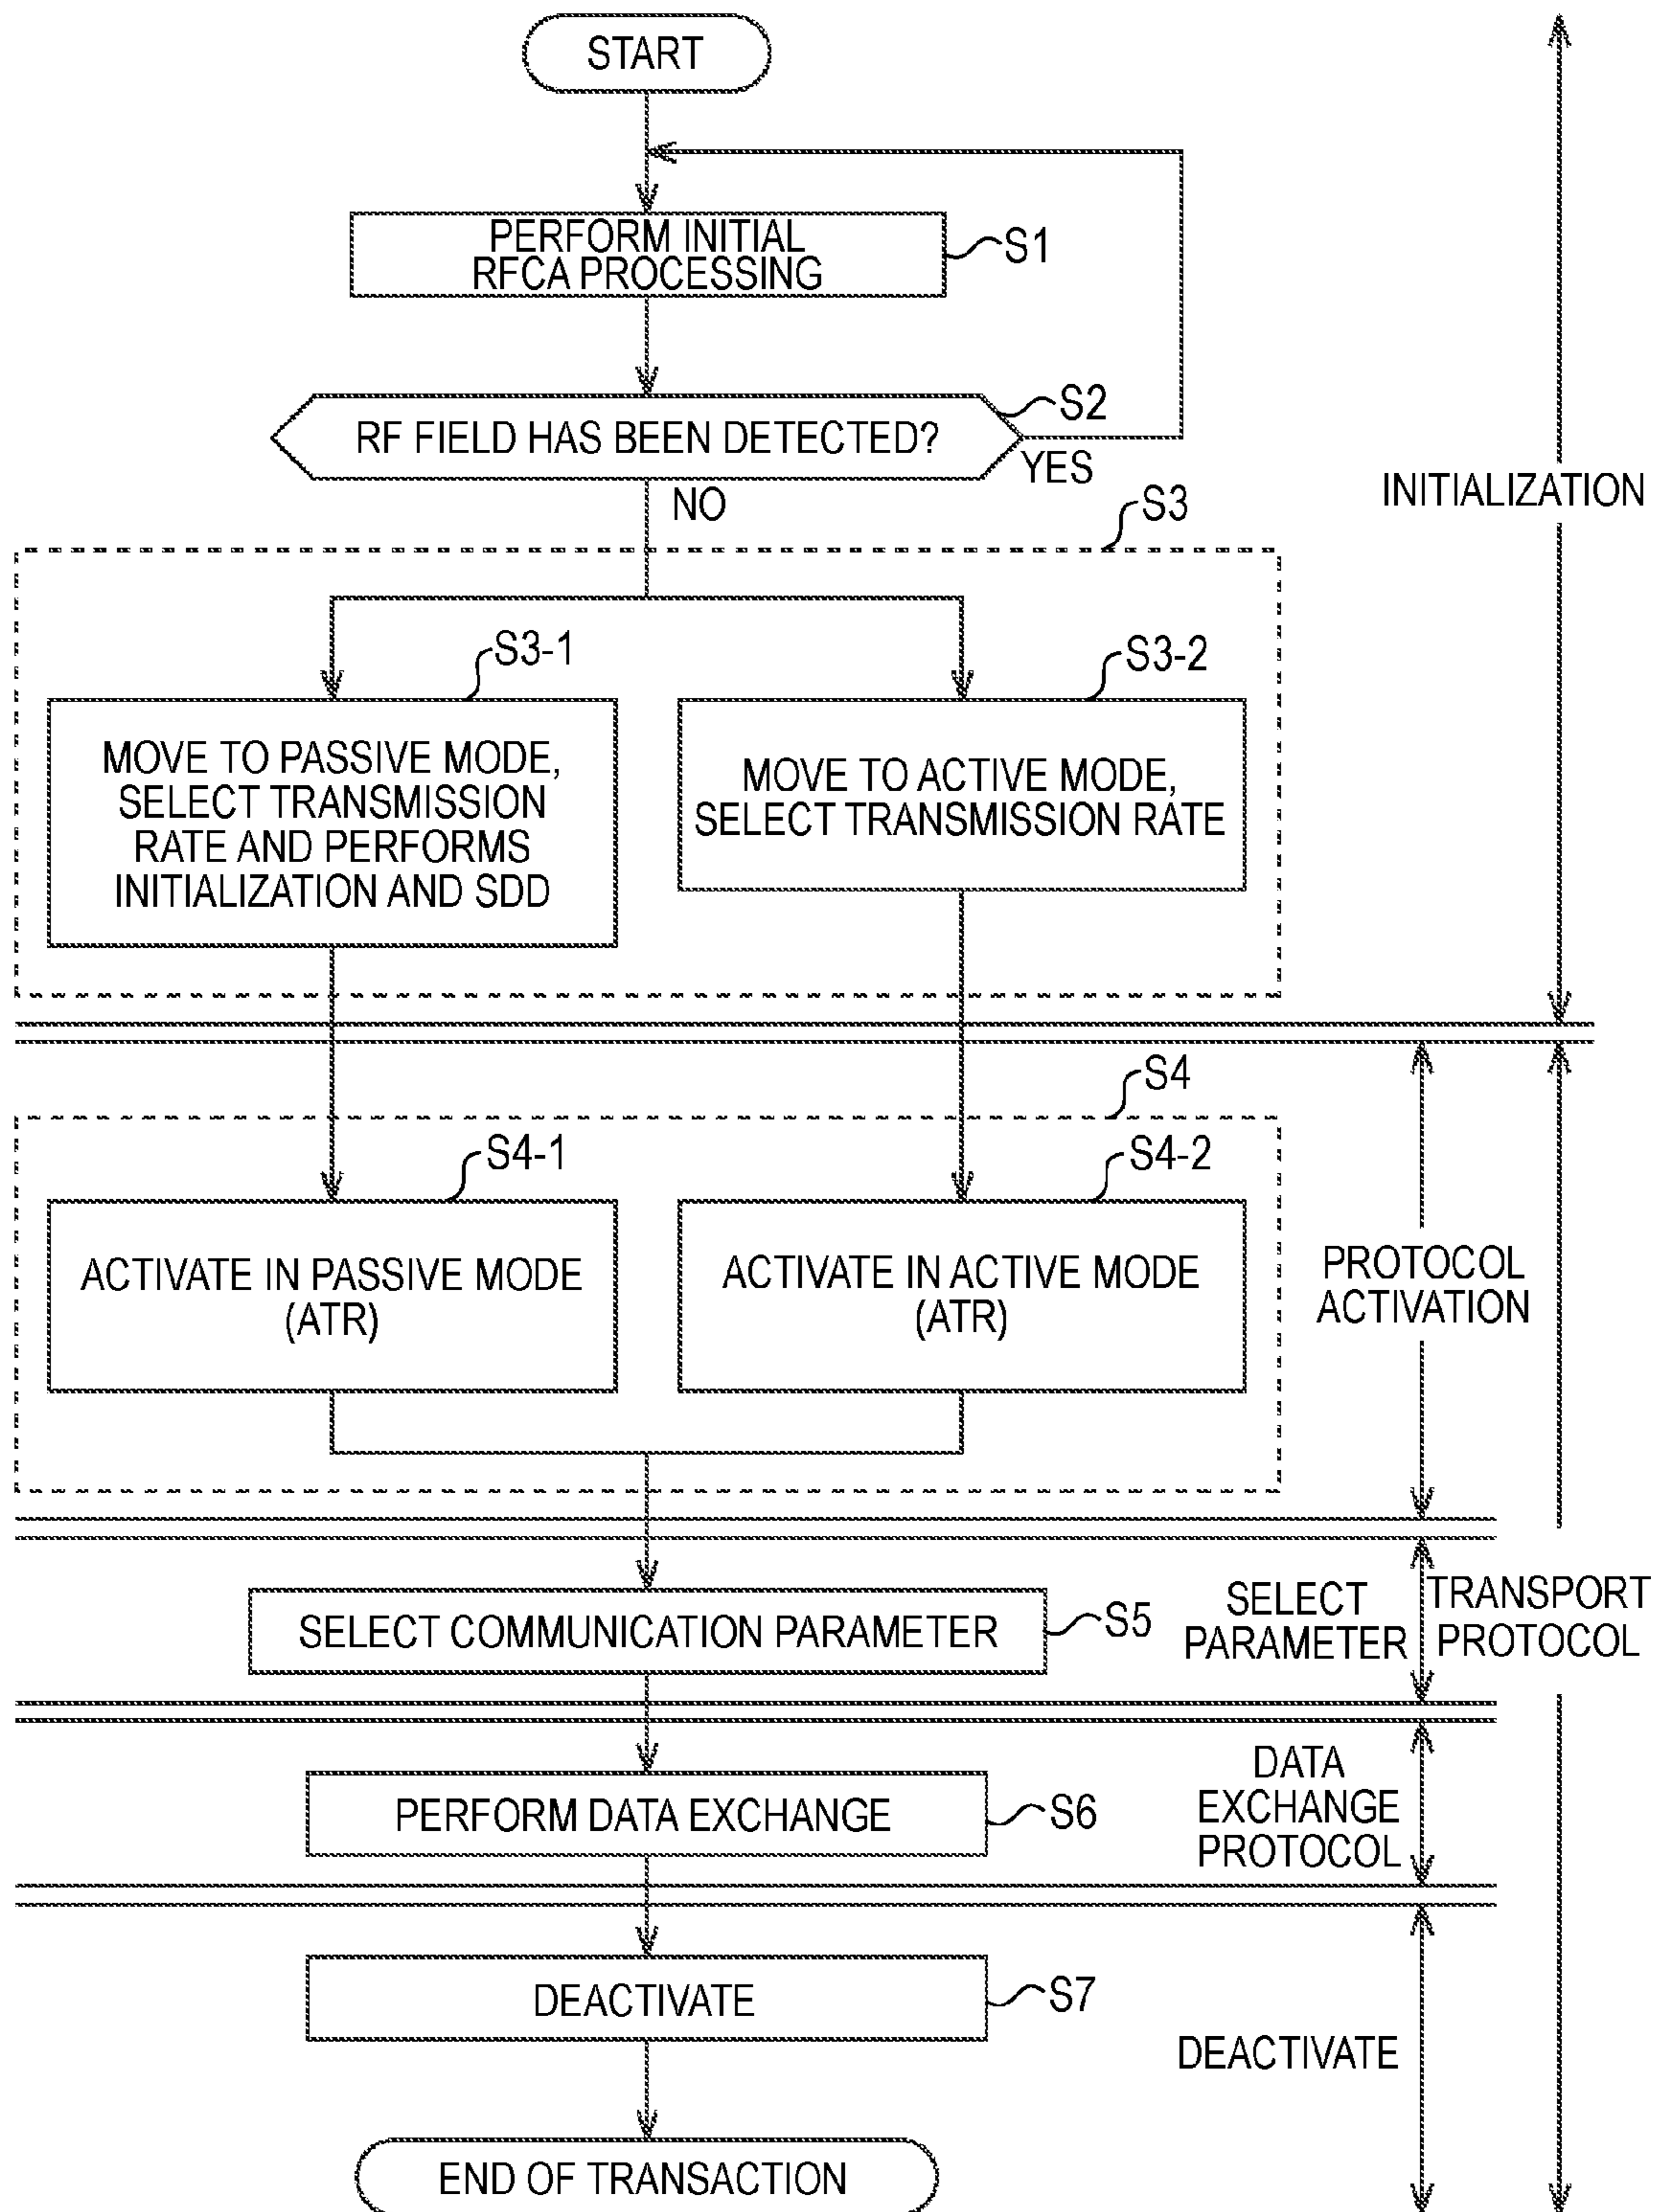 START
PERFORM INITIAL
RFCA PROCESSING
S1
RF FIELD HAS BEEN DETECTED?
S2
YES
NO
INITIALIZATION
S3
S3-1
S3-2
MOVE TO PASSIVE MODE,
SELECT TRANSMISSION
RATE AND PERFORMS
INITIALIZATION AND SDD
MOVE TO ACTIVE MODE,
SELECT TRANSMISSION RATE
S4
S4-1
S4-2
ACTIVATE IN PASSIVE MODE
(ATR)
ACTIVATE IN ACTIVE MODE
(ATR)
PROTOCOL
ACTIVATION
SELECT COMMUNICATION PARAMETER
S5
SELECT
PARAMETER
TRANSPORT
PROTOCOL
PERFORM DATA EXCHANGE
S6
DATA
EXCHANGE
PROTOCOL
DEACTIVATE
S7
DEACTIVATE
END OF TRANSACTION